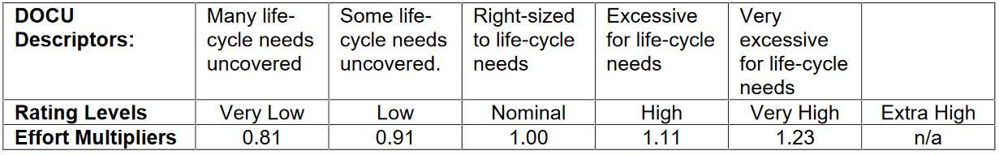 DOCU Many life- Some life- Right-sized Excessive Very
Descriptors: cycle needs cycle needs to life-cycle for life-cycle excessive
uncovered uncovered. needs needs for life-cycle
needs
Rating Levels Very Low Low Nominal High Very High Extra High
Effort Multipliers 0.81 0.91 1.00 1.11 1.23 n/a